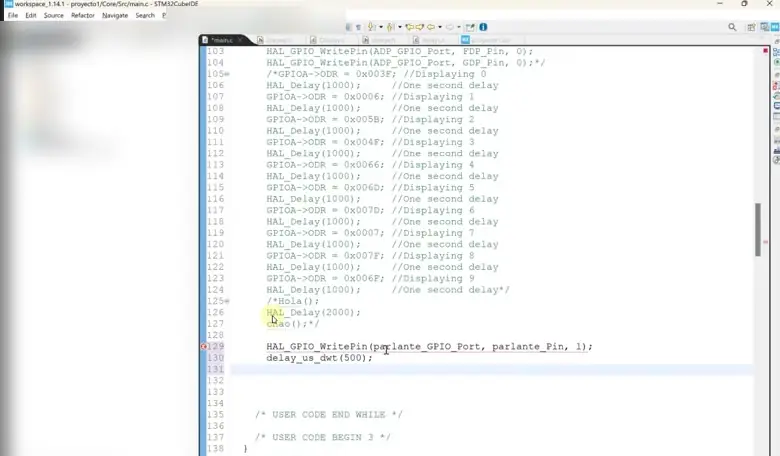 workspace_1.14.1 - proyecto1/Core/Src/main.c - STM32CubeIDE
File Edit Source Refactor Navigate Search P
*main.c
103 HAL_GPIO_WritePin(ADP_GPIO_Port, FDP_Pin, 0);
104 HAL_GPIO_WritePin(ADP_GPIO_Port, GDP_Pin, 0);*/
105 /*GPIOA->ODR = 0x003F; //Displaying 0
106 HAL_Delay(1000); //One second delay
107 GPIOA->ODR = 0x0006; //Displaying 1
108 HAL_Delay(1000); //One second delay
109 GPIOA->ODR = 0x005B; //Displaying 2
110 HAL_Delay(1000); //One second delay
111 GPIOA->ODR = 0x004F; //Displaying 3
112 HAL_Delay(1000); //One second delay
113 GPIOA->ODR = 0x0066; //Displaying 4
114 HAL_Delay(1000); //One second delay
115 GPIOA->ODR = 0x006D; //Displaying 5
116 HAL_Delay(1000); //One second delay
117 GPIOA->ODR = 0x007D; //Displaying 6
118 HAL_Delay(1000); //One second delay
119 GPIOA->ODR = 0x0007; //Displaying 7
120 HAL_Delay(1000); //One second delay
121 GPIOA->ODR = 0x007F; //Displaying 8
122 HAL_Delay(1000); //One second delay
123 GPIOA->ODR = 0x006F; //Displaying 9
124 HAL_Delay(1000); //One second delay*/
125 /*Hola();
126 HAL_Delay(2000);
127 chao();*/
128
129 HAL_GPIO_WritePin(parlante_GPIO_Port, parlante_Pin, 1);
130 delay_us_dwt(500);
131
132
133
134
135 /* USER CODE END WHILE */
136
137 /* USER CODE BEGIN 3 */
138 }